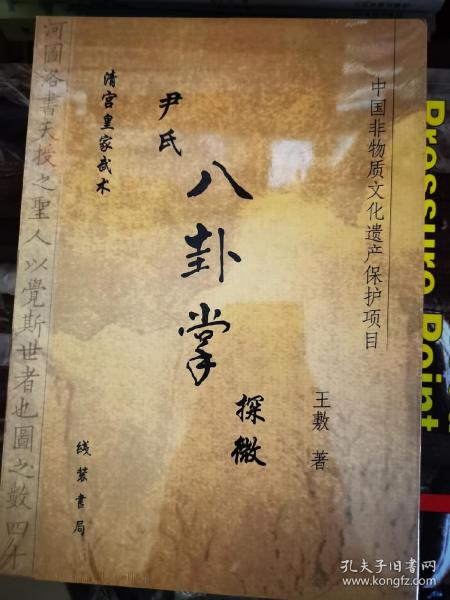 中国非物质文化遗产保护项目
清宫皇家武术
尹氏
八卦掌
探微
王敷 著
线装书局
河圖洛書天授之聖人以覺斯世者也圖之數四十
Pressure Point
孔夫子旧书网
www.kongfz.com